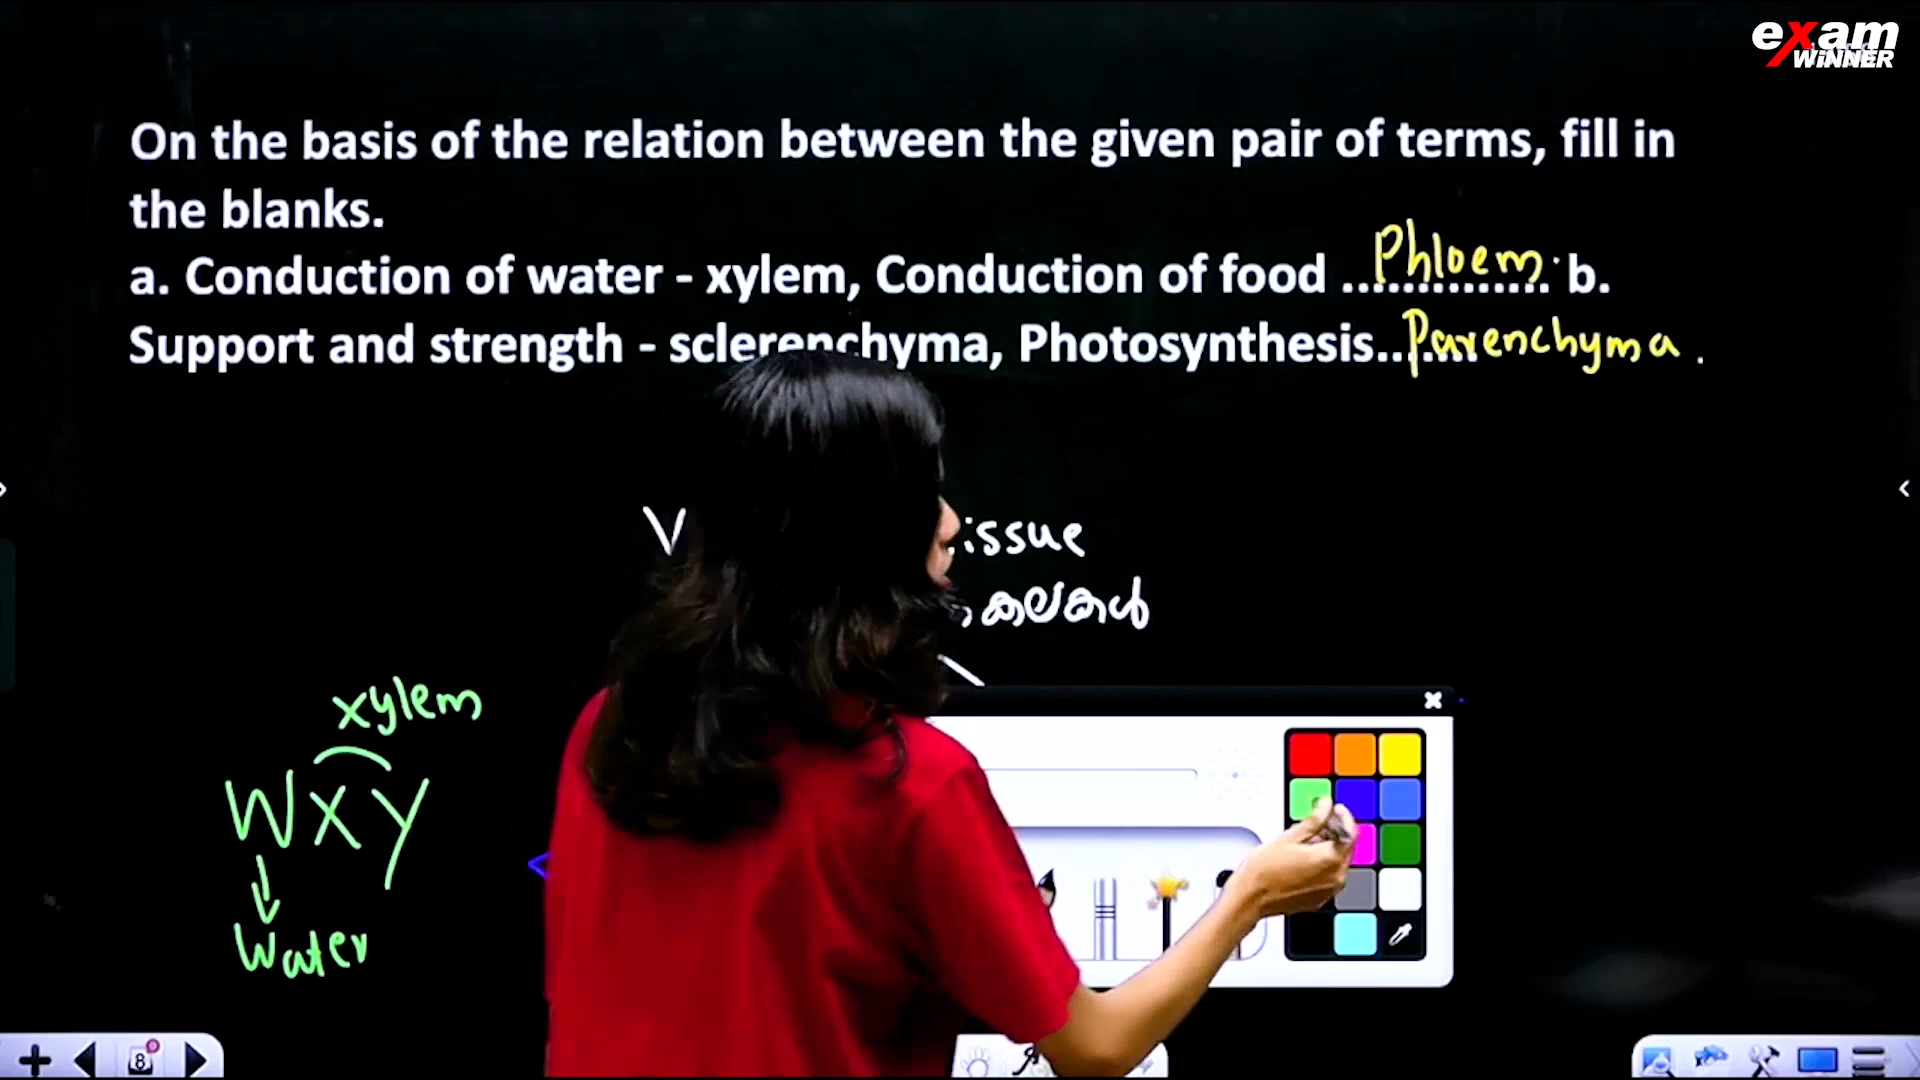 exam
WINNER
On the basis of the relation between the given pair of terms, fill in
the blanks.
a. Conduction of water - xylem, Conduction of food .............. Phloem. b.
Support and strength - sclerenchyma, Photosynthesis....... Parenchyma.
കലകൾ
xylem
WXY
Water
8